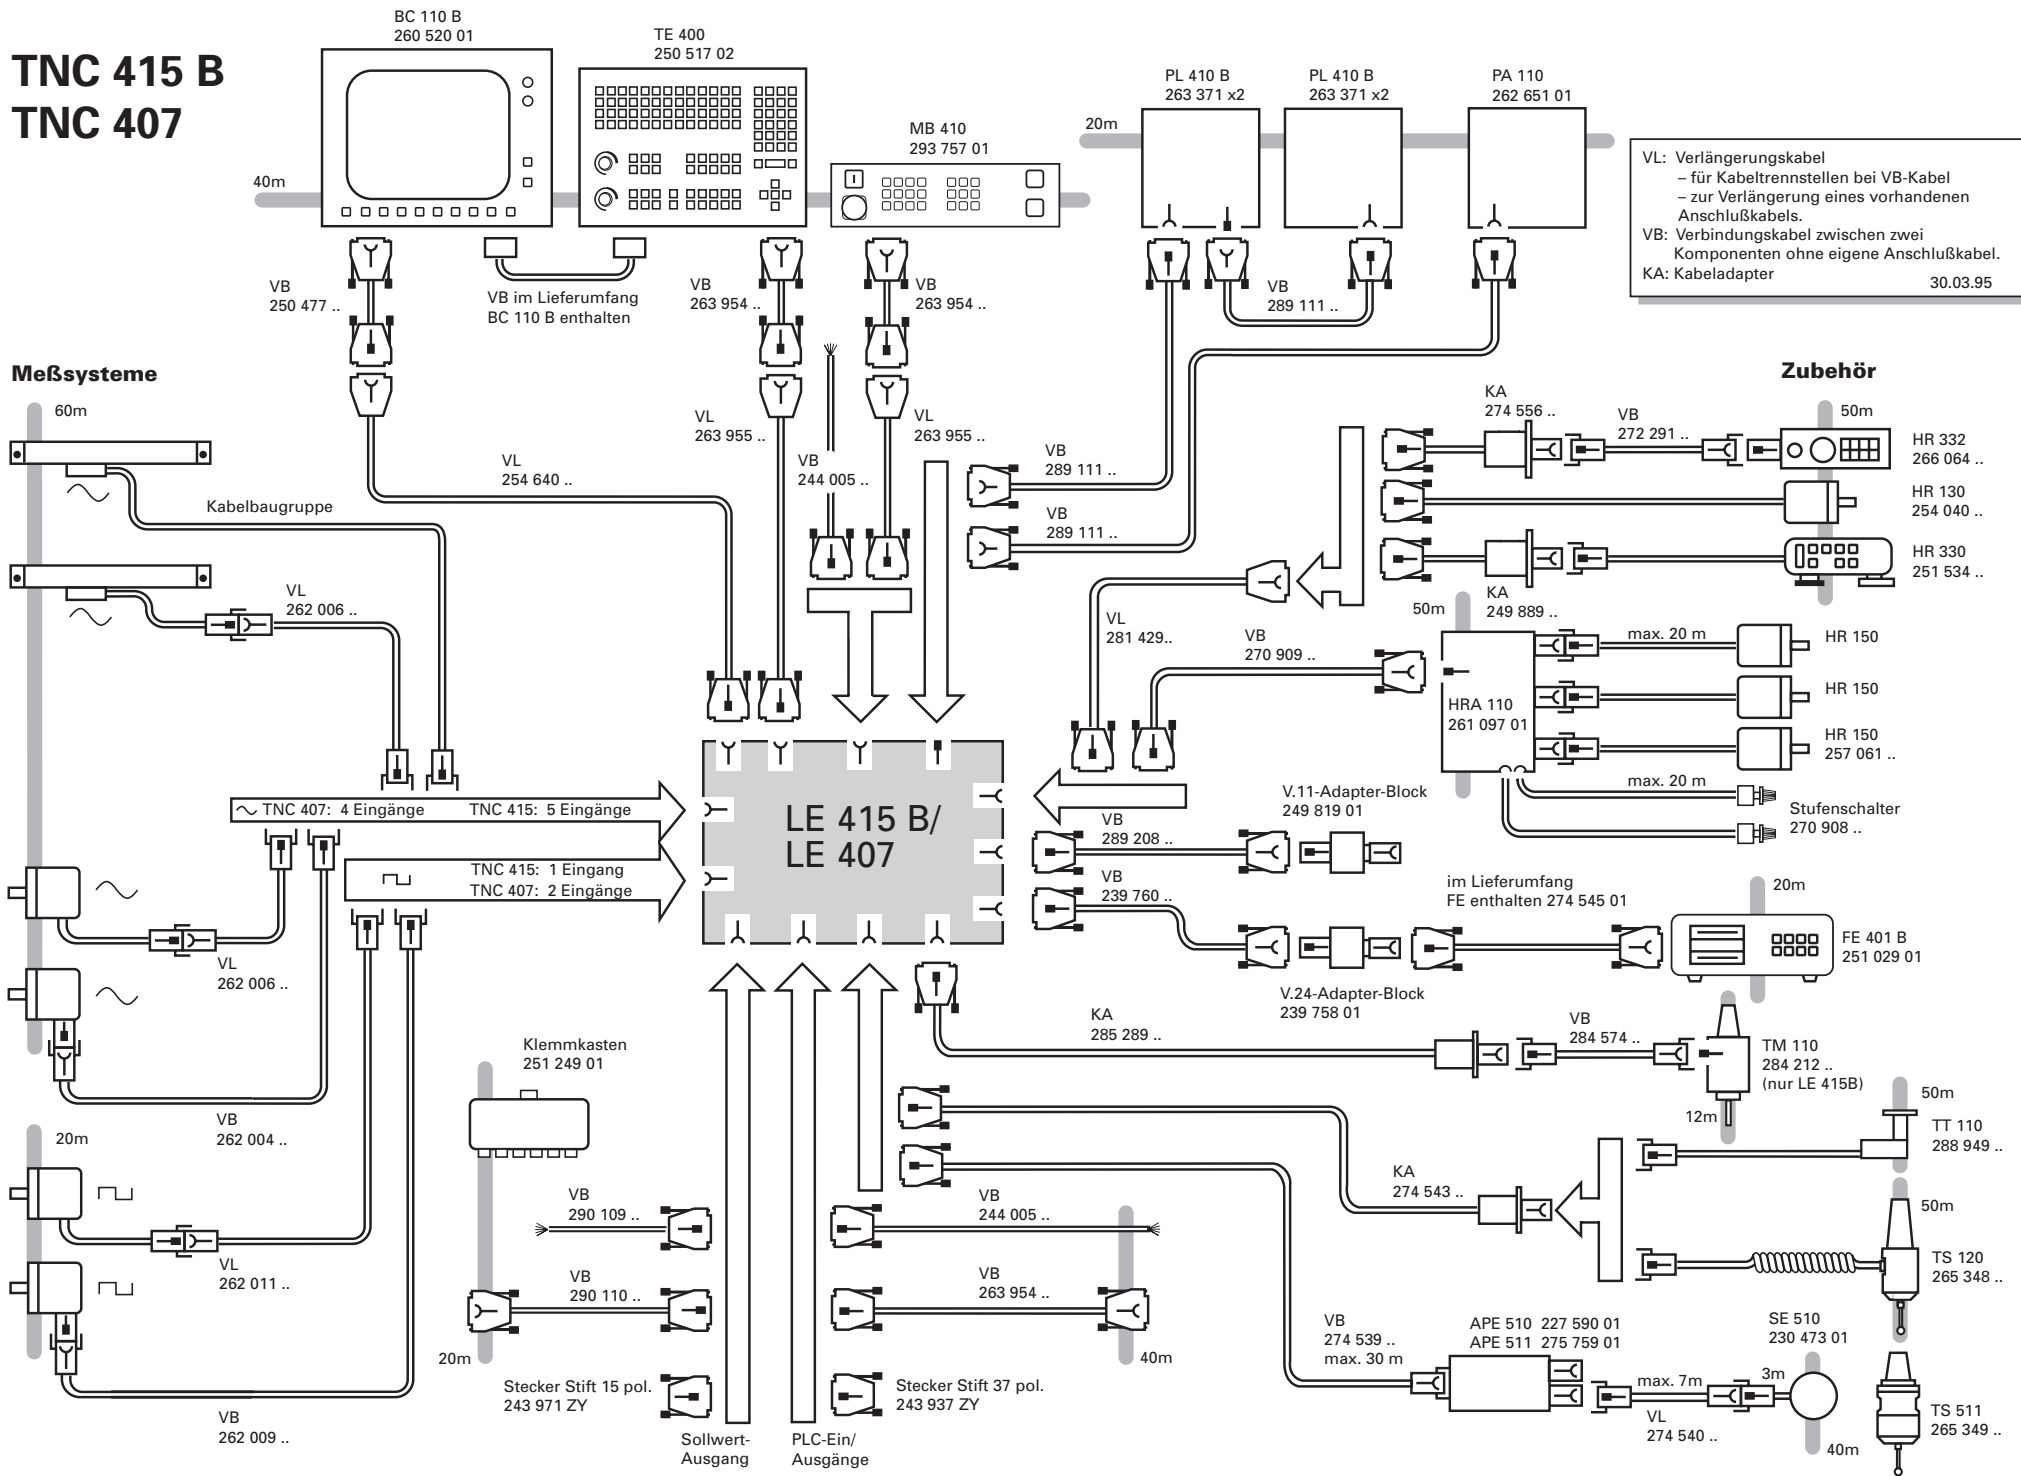 TNC 415 B
TNC 407
BC 110 B
260 520 01
TE 400
250 517 02
MB 410
293 757 01
40m
PL 410 B
263 371 x2
PL 410 B
263 371 x2
PA 110
262 651 01
20m
VL: Verlängerungskabel
– für Kabeltrennstellen bei VB-Kabel
– zur Verlängerung eines vorhandenen
Anschlußkabels.
VB: Verbindungskabel zwischen zwei
Komponenten ohne eigene Anschlußkabel.
KA: Kabeladapter
30.03.95
VB
250 477 ..
VB im Lieferumfang
BC 110 B enthalten
VB
263 954 ..
VB
263 954 ..
VB
289 111 ..
Meßsysteme
60m
Kabelbaugruppe
VL
262 006 ..
VL
254 640 ..
VL
263 955 ..
VB
244 005 ..
VL
263 955 ..
VB
289 111 ..
VB
289 111 ..
Zubehör
KA
274 556 ..
VB
272 291 ..
50m
HR 332
266 064 ..
HR 130
254 040 ..
HR 330
251 534 ..
KA
249 889 ..
VL
281 429..
VB
270 909 ..
50m
HRA 110
261 097 01
max. 20 m
HR 150
HR 150
HR 150
257 061 ..
max. 20 m
Stufenschalter
270 908 ..
TNC 407: 4 Eingänge TNC 415: 5 Eingänge
TNC 415: 1 Eingang
TNC 407: 2 Eingänge
LE 415 B/
LE 407
V.11-Adapter-Block
249 819 01
VB
289 208 ..
VB
239 760 ..
im Lieferumfang
FE enthalten 274 545 01
20m
FE 401 B
251 029 01
V.24-Adapter-Block
239 758 01
VL
262 006 ..
VB
262 004 ..
Klemmkasten
251 249 01
KA
285 289 ..
VB
284 574 ..
TM 110
284 212 ..
(nur LE 415B)
12m
50m
TT 110
288 949 ..
20m
VL
262 011 ..
VB
262 009 ..
VB
290 109 ..
VB
290 110 ..
20m
Stecker Stift 15 pol.
243 971 ZY
Sollwert-
Ausgang
PLC-Ein/
Ausgänge
VB
244 005 ..
VB
263 954 ..
40m
Stecker Stift 37 pol.
243 937 ZY
KA
274 543 ..
50m
TS 120
265 348 ..
VB
274 539 ..
max. 30 m
APE 510 227 590 01
APE 511 275 759 01
SE 510
230 473 01
max. 7m
3m
VL
274 540 ..
40m
TS 511
265 349 ..